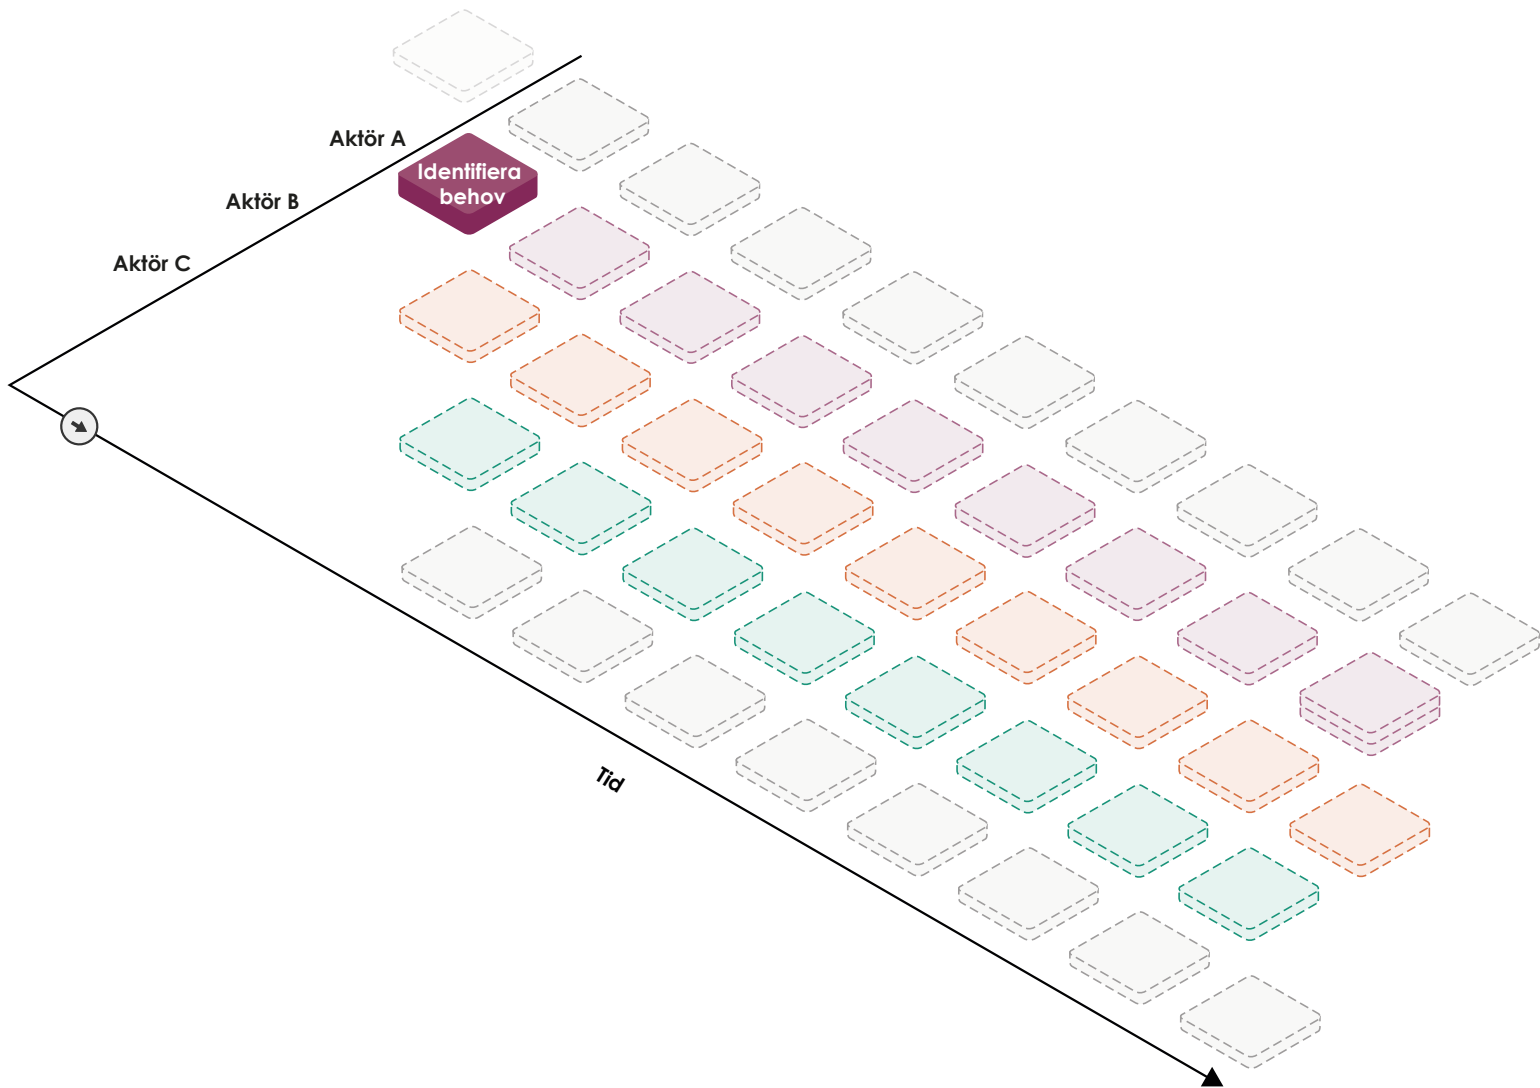 Aktör A
Identifiera
behov
Aktör B
Aktör C
Tid